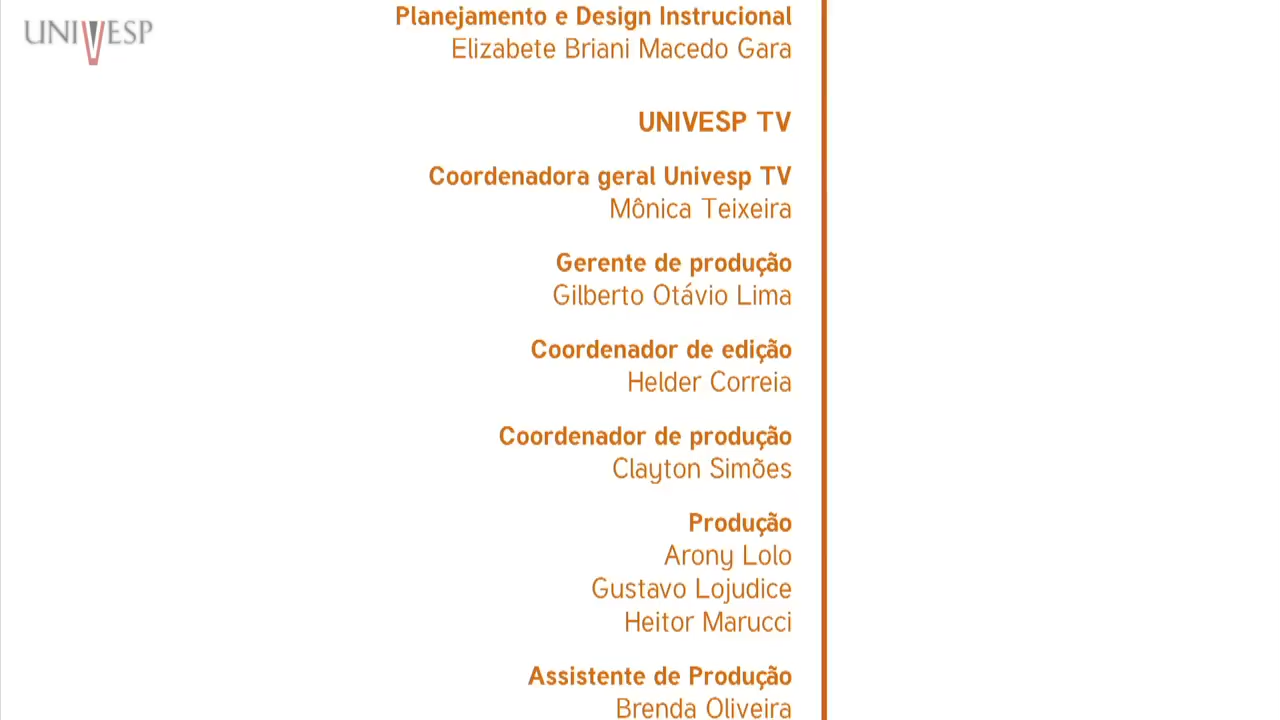 UNIVESP
Planejamento e Design Instrucional
Elizabete Briani Macedo Gara
UNIVESP TV
Coordenadora geral Univesp TV
Mônica Teixeira
Gerente de produção
Gilberto Otávio Lima
Coordenador de edição
Helder Correia
Coordenador de produção
Clayton Simões
Produção
Arony Lolo
Gustavo Lojudice
Heitor Marucci
Assistente de Produção
Brenda Oliveira